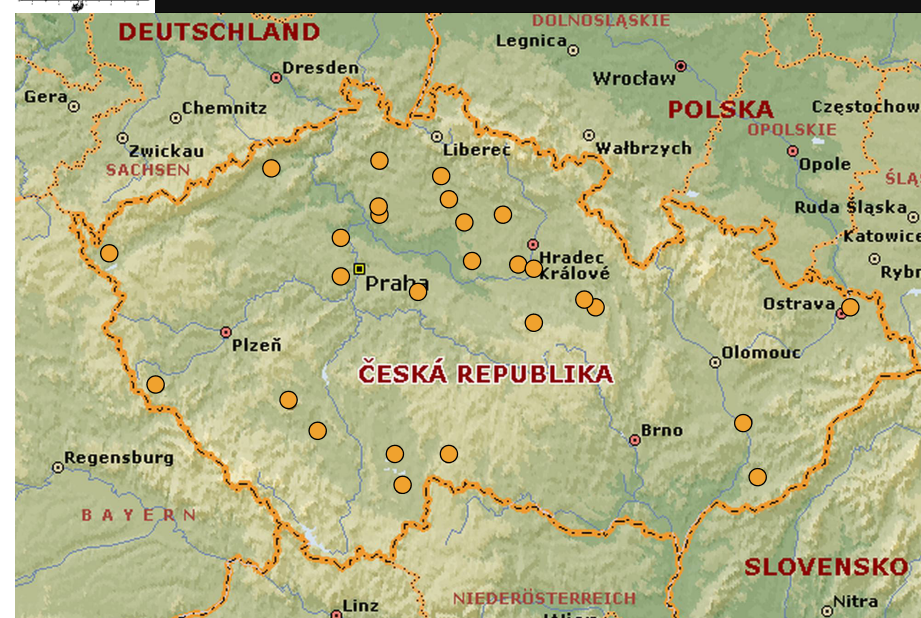 DOLNOŚLĄSKIE
DEUTSCHLAND
Legnica
Dresden
Wrocław
Gera
Chemnitz
POLSKA
Częstochow
OPOLSKIE
Zwickau
Liberec
Wałbrzych
SACHSEN
Opole
ŚLĄS
Ruda Śląska
Katowice
Hradec
Králové
Rybn
Praha
Ostrava
Plzeň
Olomouc
ČESKÁ REPUBLIKA
Brno
Regensburg
BAYERN
SLOVENSKO
NIEDERÖSTERREICH
Linz
Nitra